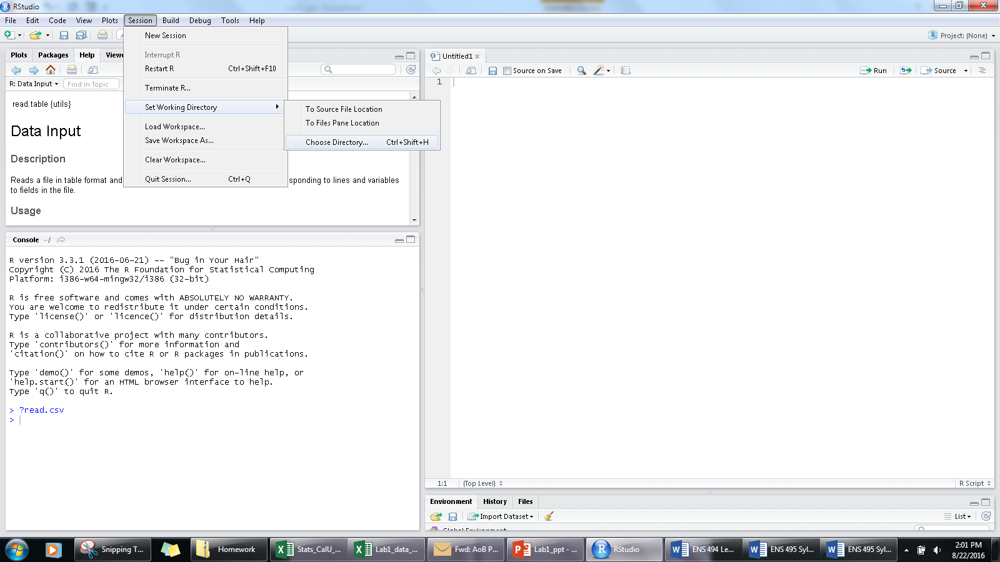 RStudio
File Edit Code View Plots Session Build Debug Tools Help
Project: (None)
New Session
Interrupt R
Restart R Ctrl+Shift+F10
Terminate R...
Set Working Directory
Load Workspace...
Save Workspace As...
Clear Workspace...
Quit Session... Ctrl+Q
To Source File Location
To Files Pane Location
Choose Directory... Ctrl+Shift+H
Plots Packages Help
R: Data Input Find in Topic
read.table {utils}
Data Input
Description
Reads a file in table format and sponding to lines and variables
to fields in the file.
Usage
Console ~/
R version 3.3.1 (2016-06-21) -- "Bug in Your Hair"
Copyright (C) 2016 The R Foundation for Statistical Computing
Platform: i386-w64-mingw32/i386 (32-bit)
R is free software and comes with ABSOLUTELY NO WARRANTY.
You are welcome to redistribute it under certain conditions.
Type 'license()' or 'licence()' for distribution details.
R is a collaborative project with many contributors.
Type 'contributors()' for more information and
'citation()' on how to cite R or R packages in publications.
Type 'demo()' for some demos, 'help()' for on-line help, or
'help.start()' for an HTML browser interface to help.
Type 'q()' to quit R.
> ?read.csv
>
Untitled1
Source on Save Run Source
1
1:1 (Top Level) R Script
Environment History Files
Import Dataset List
Snipping T... Homework Stats_CalU_... Lab1_data_... Fwd: AoB P... Lab1_ppt - ... RStudio ENS 494 Le... ENS 495 Syl... ENS 495 Syl...
2:01 PM
8/22/2016